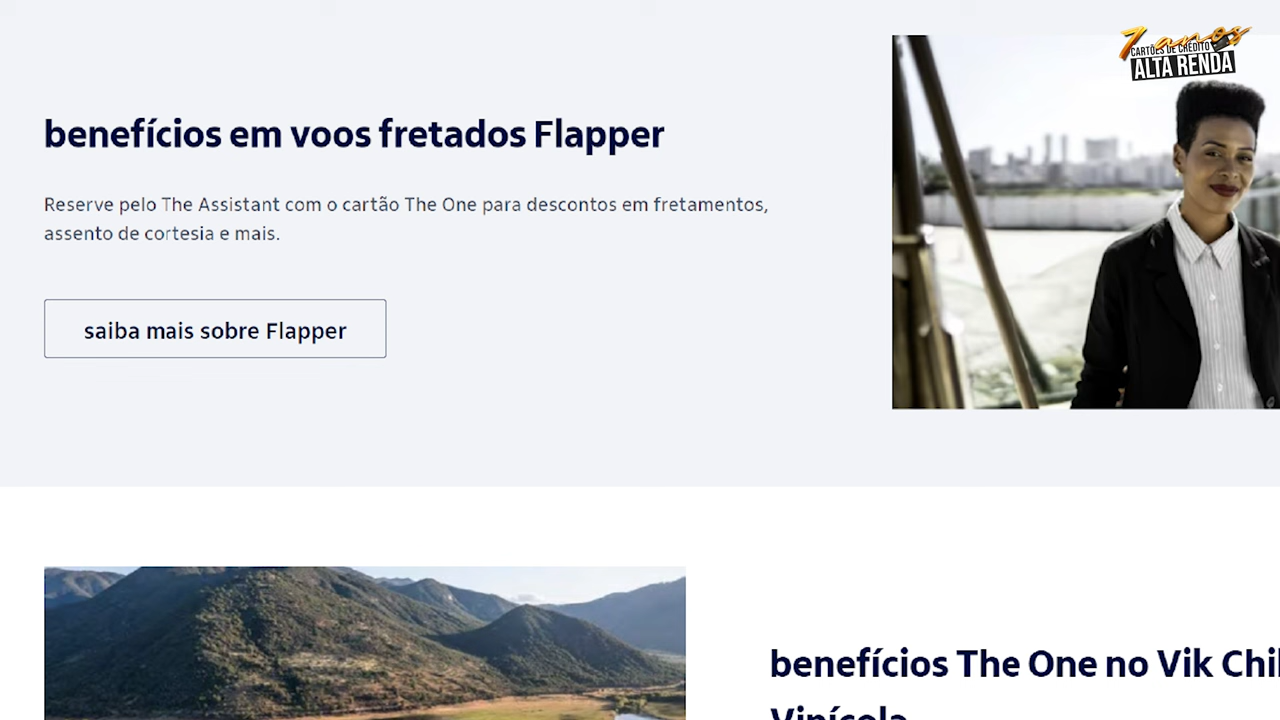 7 anos
CARTÕES DE CRÉDITO
ALTA RENDA
benefícios em voos fretados Flapper
Reserve pelo The Assistant com o cartão The One para descontos em fretamentos,
assento de cortesia e mais.
saiba mais sobre Flapper
benefícios The One no Vik Chil
Vinícola